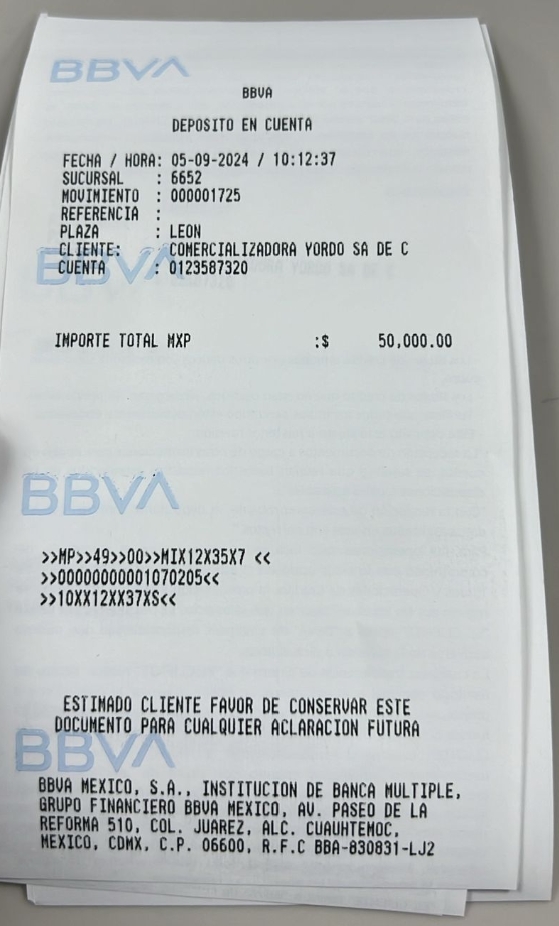 BBVA
BBVA
DEPOSITO EN CUENTA
FECHA / HORA: 05-09-2024 / 10:12:37
SUCURSAL : 6652
MOVIMIENTO : 000001725
REFERENCIA :
PLAZA : LEON
CLIENTE: COMERCIALIZADORA YORDO SA DE C
BBVA
CUENTA : 0123587320
IMPORTE TOTAL MXP :$ 50,000.00
BBVA
>>MP>>49>>00>>MIX12X35X7 <<
>>00000000001070205<<
>>10XX12XX37XS<<
ESTIMADO CLIENTE FAVOR DE CONSERVAR ESTE
DOCUMENTO PARA CUALQUIER ACLARACION FUTURA
BBVA
BBVA MEXICO, S.A., INSTITUCION DE BANCA MULTIPLE,
GRUPO FINANCIERO BBVA MEXICO, AV. PASEO DE LA
REFORMA 510, COL. JUAREZ, ALC. CUAUHTEMOC,
MEXICO, CDMX, C.P. 06600, R.F.C BBA-830831-LJ2